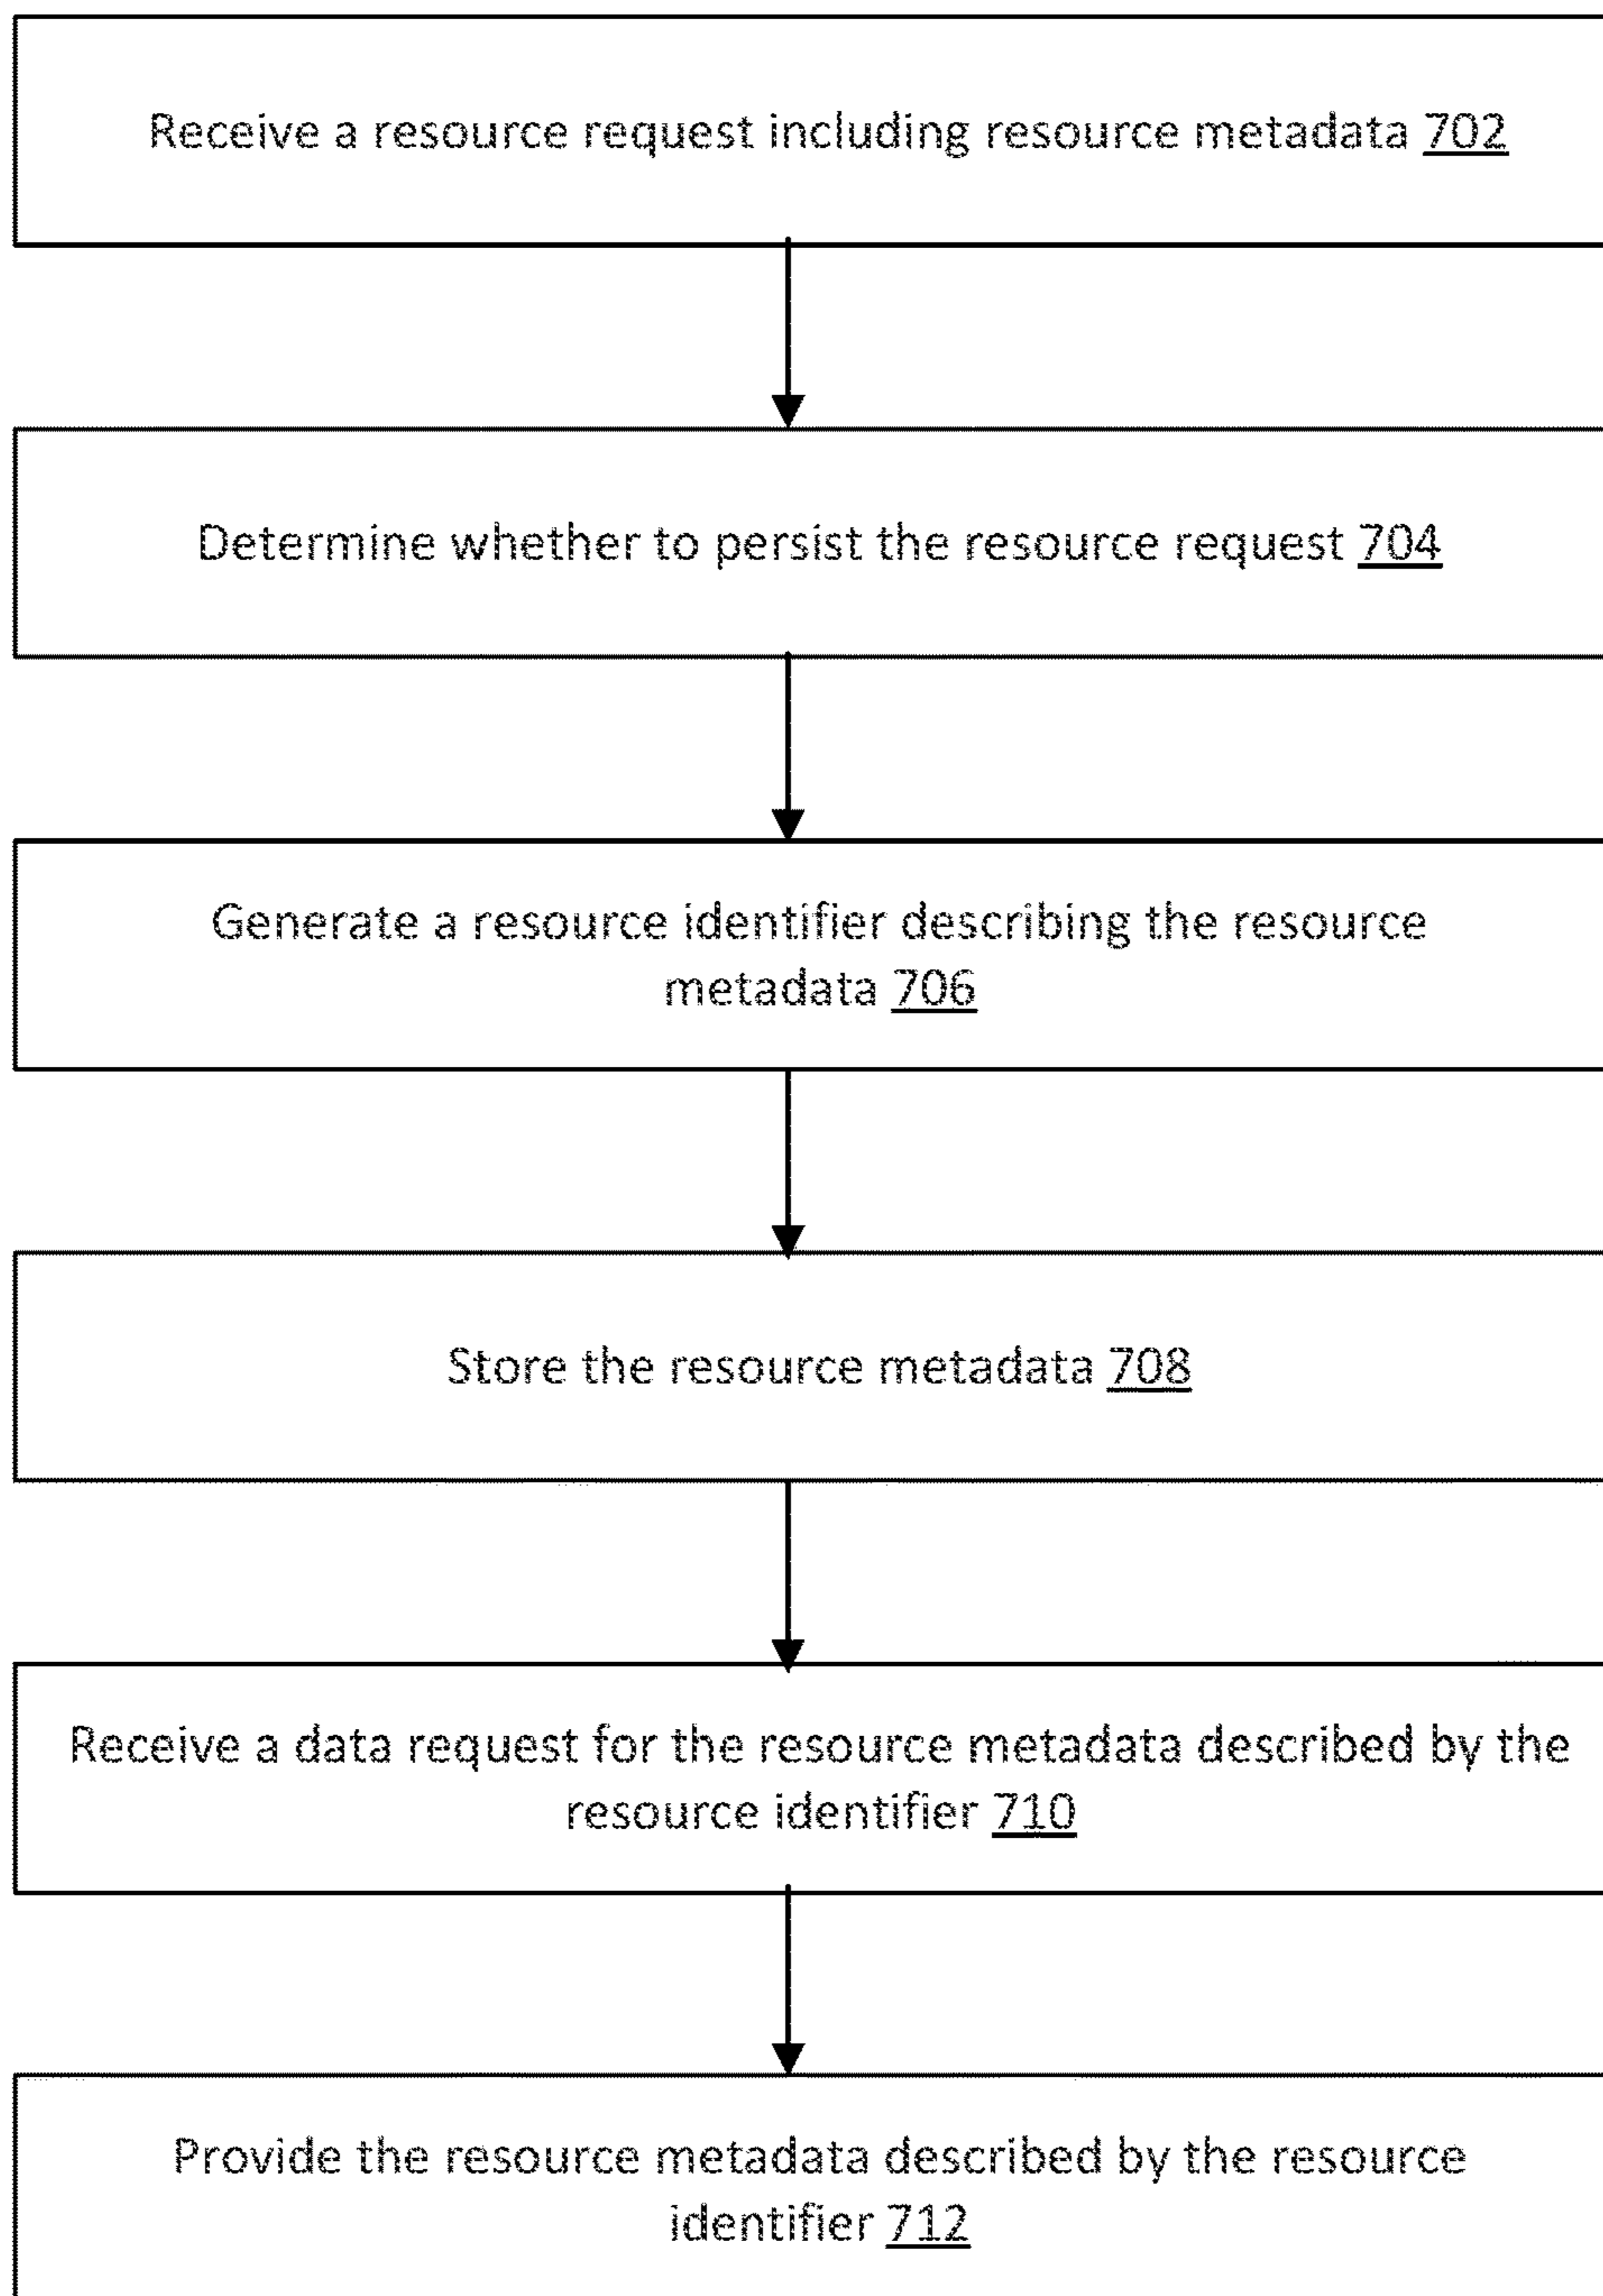 Receive a resource request including resource metadata 702
Determine whether to persist the resource request 704
Generate a resource identifier describing the resource
metadata 706
Store the resource metadata 708
Receive a data request for the resource metadata described by the
resource identifier 710
Provide the resource metadata described by the resource
identifier 712